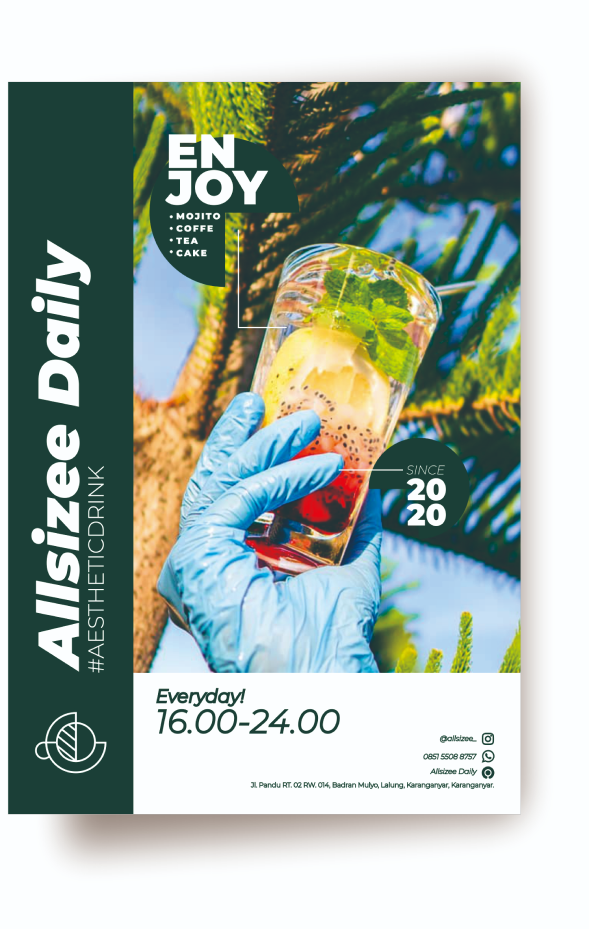 Allsizee Daily
#AESTHETICDRINK
EN
JOY
• MOJITO
• COFFE
• TEA
• CAKE
SINCE
20
20
Everyday!
16.00-24.00
@allsizee_
0851 5508 8757
Allsizee Daily
Jl. Pandu RT. 02 RW. 014, Badran Mulyo, Lalung, Karanganyar, Karanganyar.